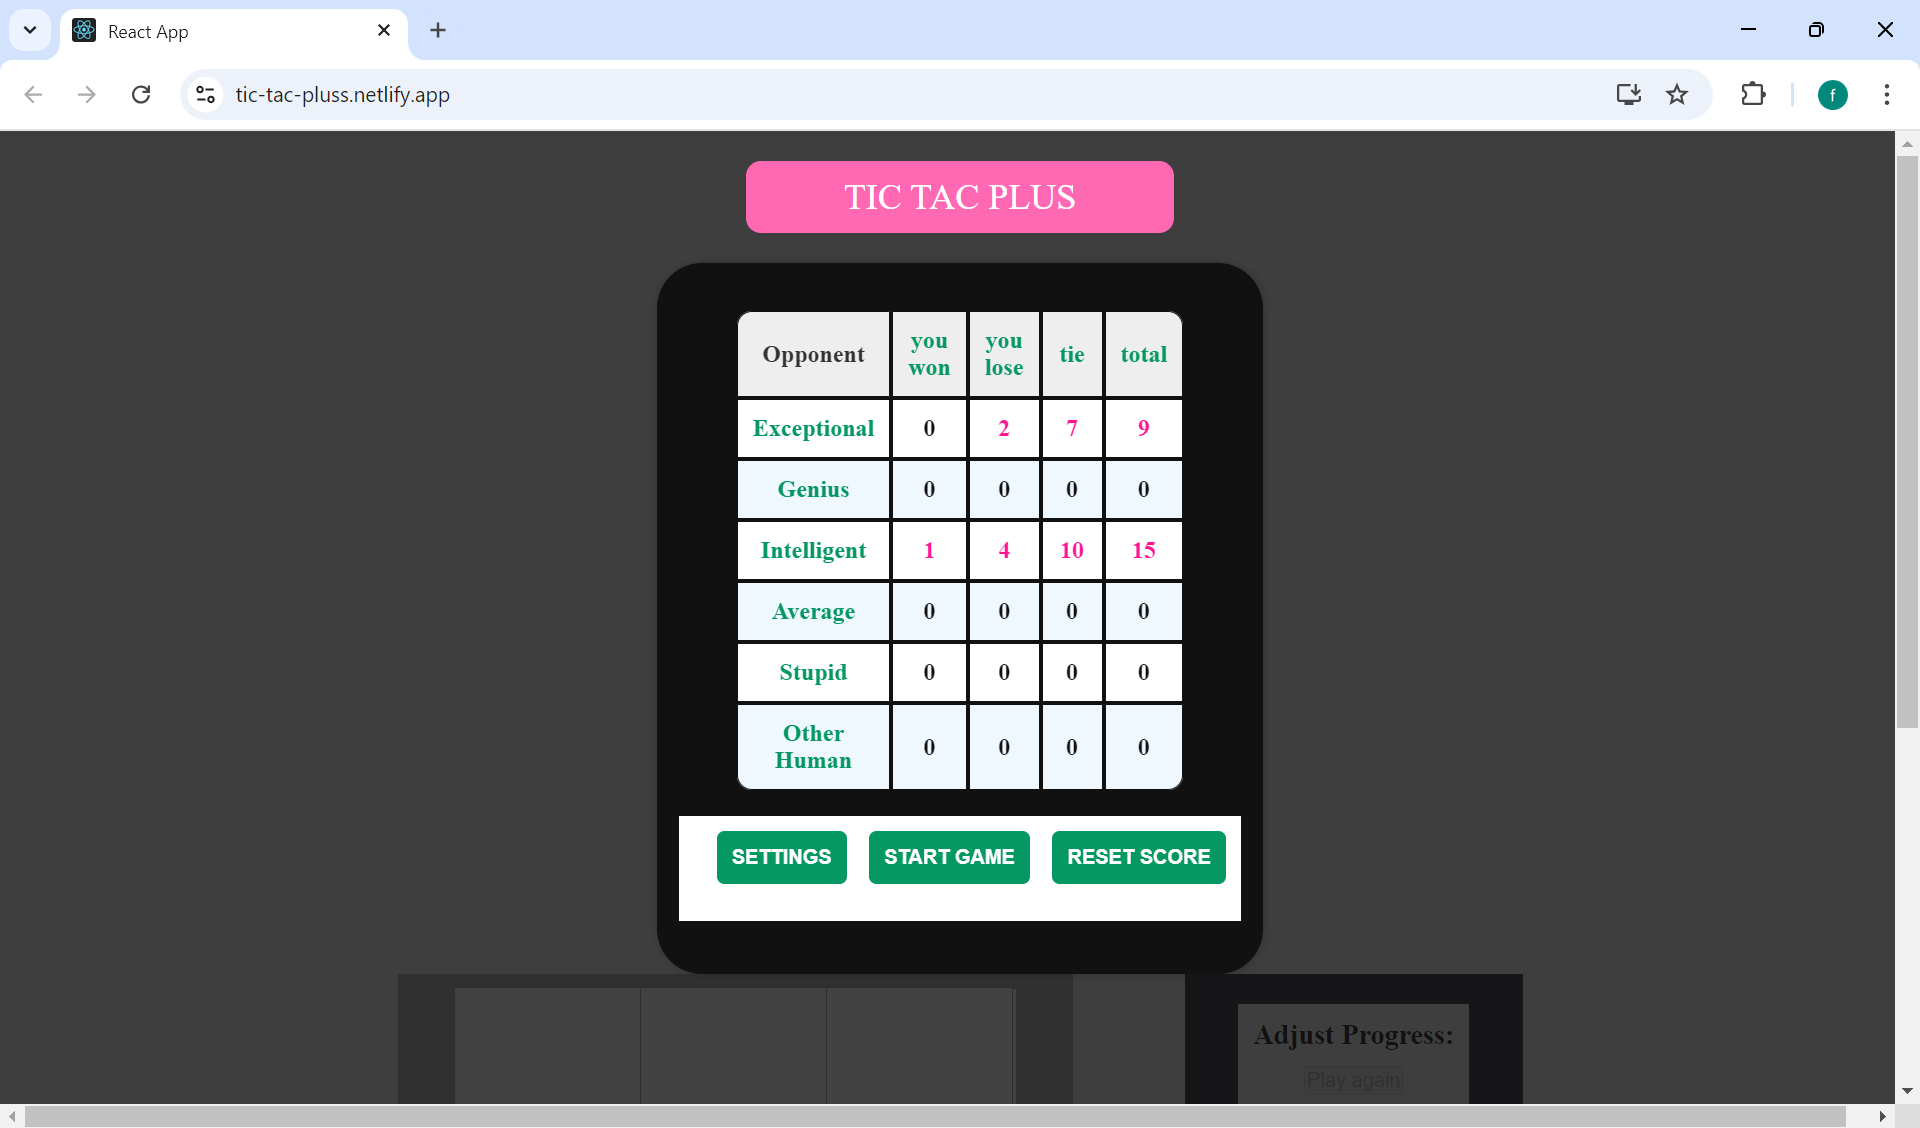 React App
tic-tac-pluss.netlify.app
f
TIC TAC PLUS
Opponent you won you lose tie total
Exceptional 0 2 7 9
Genius 0 0 0 0
Intelligent 1 4 10 15
Average 0 0 0 0
Stupid 0 0 0 0
Other Human 0 0 0 0
SETTINGS START GAME RESET SCORE
Adjust Progress:
Play again